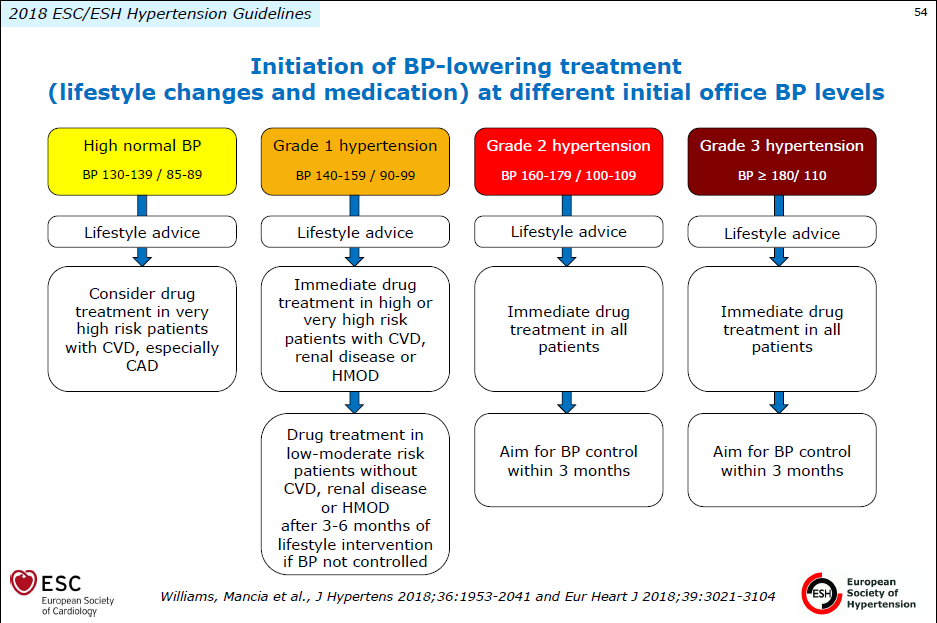 2018 ESC/ESH Hypertension Guidelines
54
Initiation of BP-lowering treatment
(lifestyle changes and medication) at different initial office BP levels
High normal BP
BP 130-139 / 85-89
Lifestyle advice
Consider drug
treatment in very
high risk patients
with CVD, especially
CAD
Grade 1 hypertension
BP 140-159 / 90-99
Lifestyle advice
Immediate drug
treatment in high or
very high risk
patients with CVD,
renal disease or
HMOD
Drug treatment in
low-moderate risk
patients without
CVD, renal disease
or HMOD
after 3-6 months of
lifestyle intervention
if BP not controlled
Grade 2 hypertension
BP 160-179 / 100-109
Lifestyle advice
Immediate drug
treatment in all
patients
Aim for BP control
within 3 months
Grade 3 hypertension
BP ≥ 180/ 110
Lifestyle advice
Immediate drug
treatment in all
patients
Aim for BP control
within 3 months
ESC
European Society
of Cardiology
Williams, Mancia et al., J Hypertens 2018;36:1953-2041 and Eur Heart J 2018;39:3021-3104
ESH
European
Society of
Hypertension